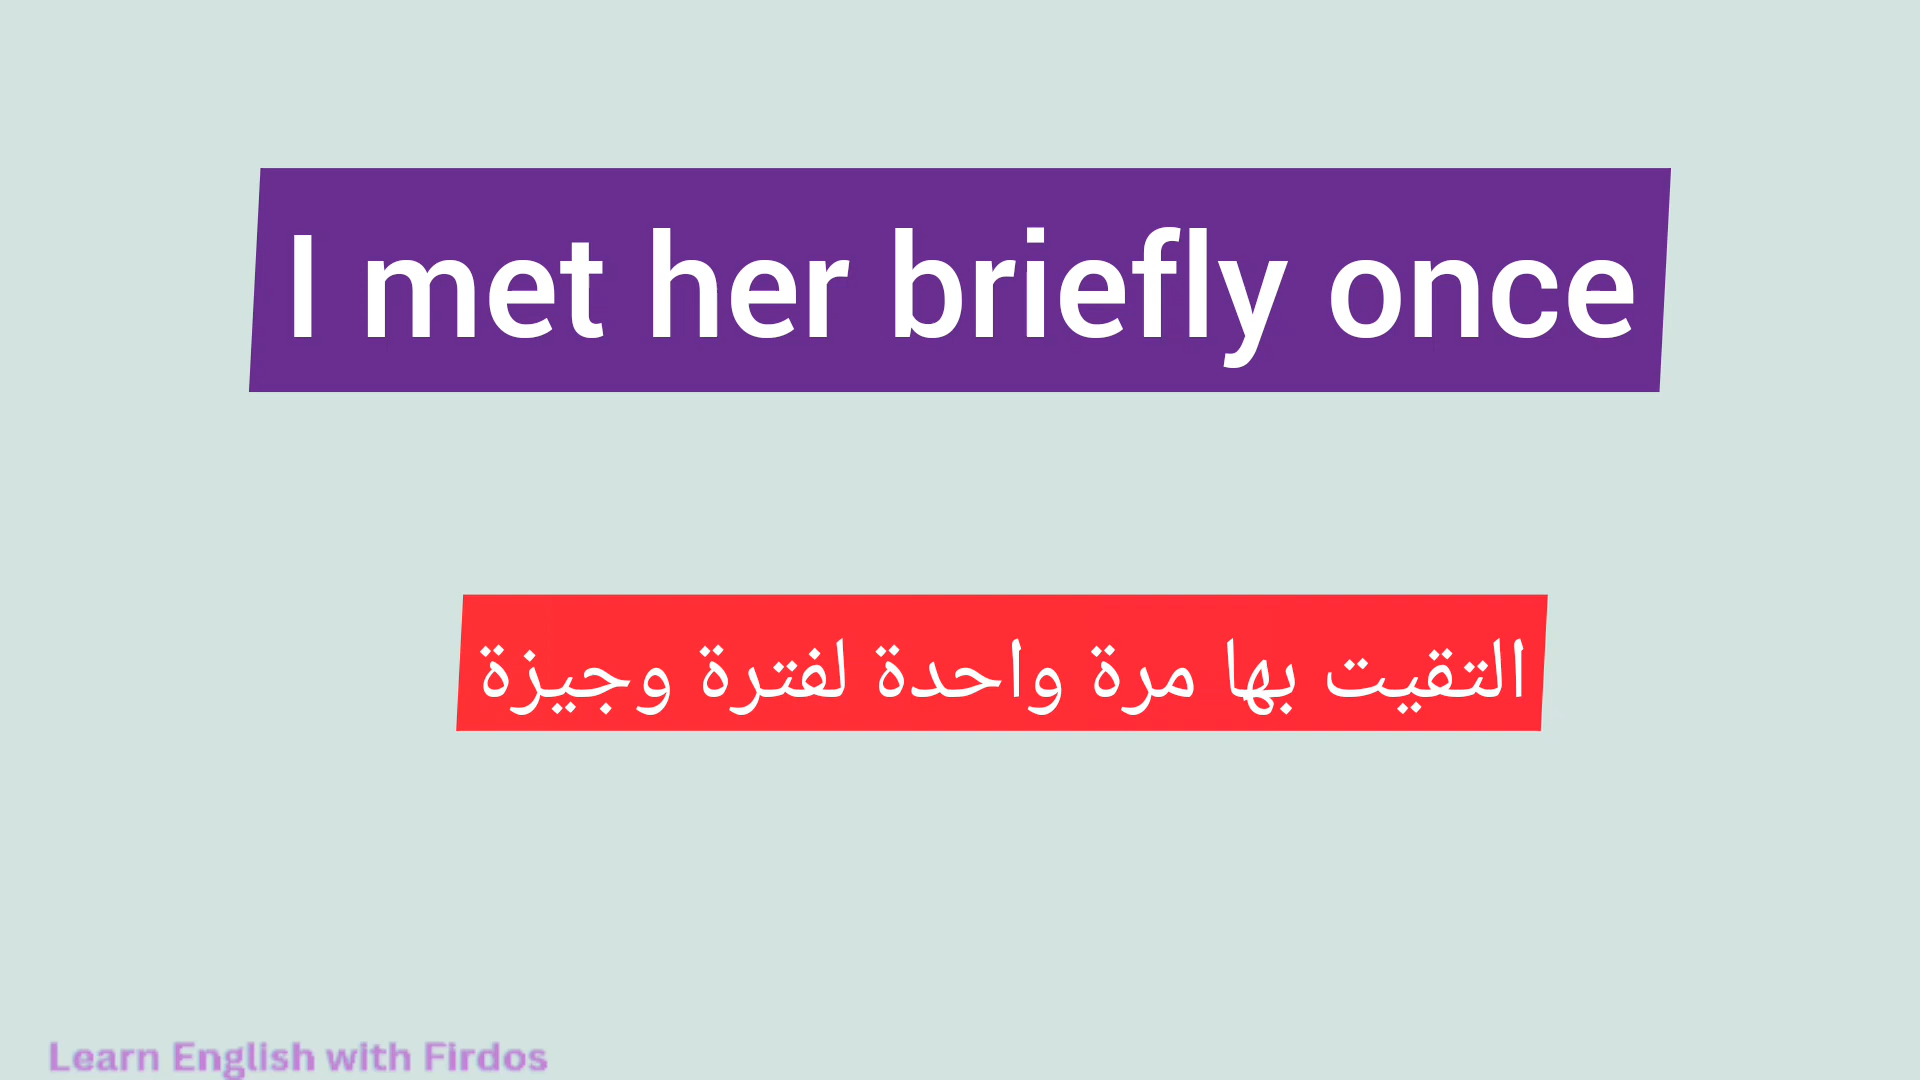 I met her briefly once
التقيت بها مرة واحدة لفترة وجيزة
Learn English with Firdos